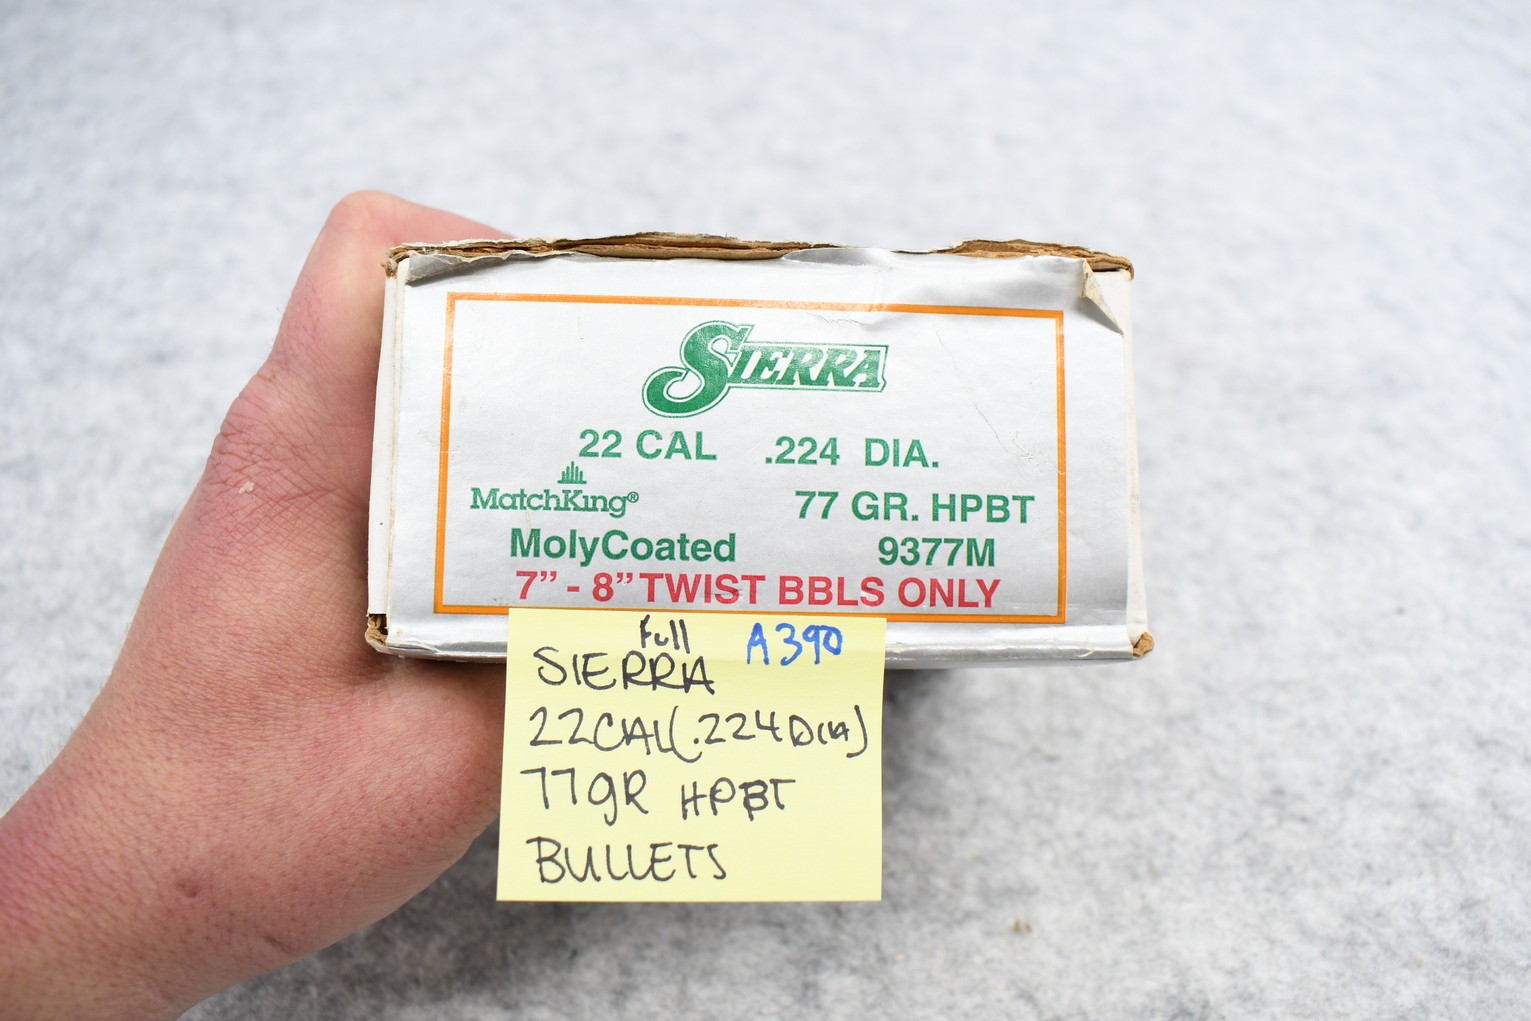 SIERRA
22 CAL .224 DIA.
MatchKing® 77 GR. HPBT
MolyCoated 9377M
7” - 8” TWIST BBLS ONLY
full A390
SIERRA
22CAL(.224Dia)
77gR HPBT
BULLETS